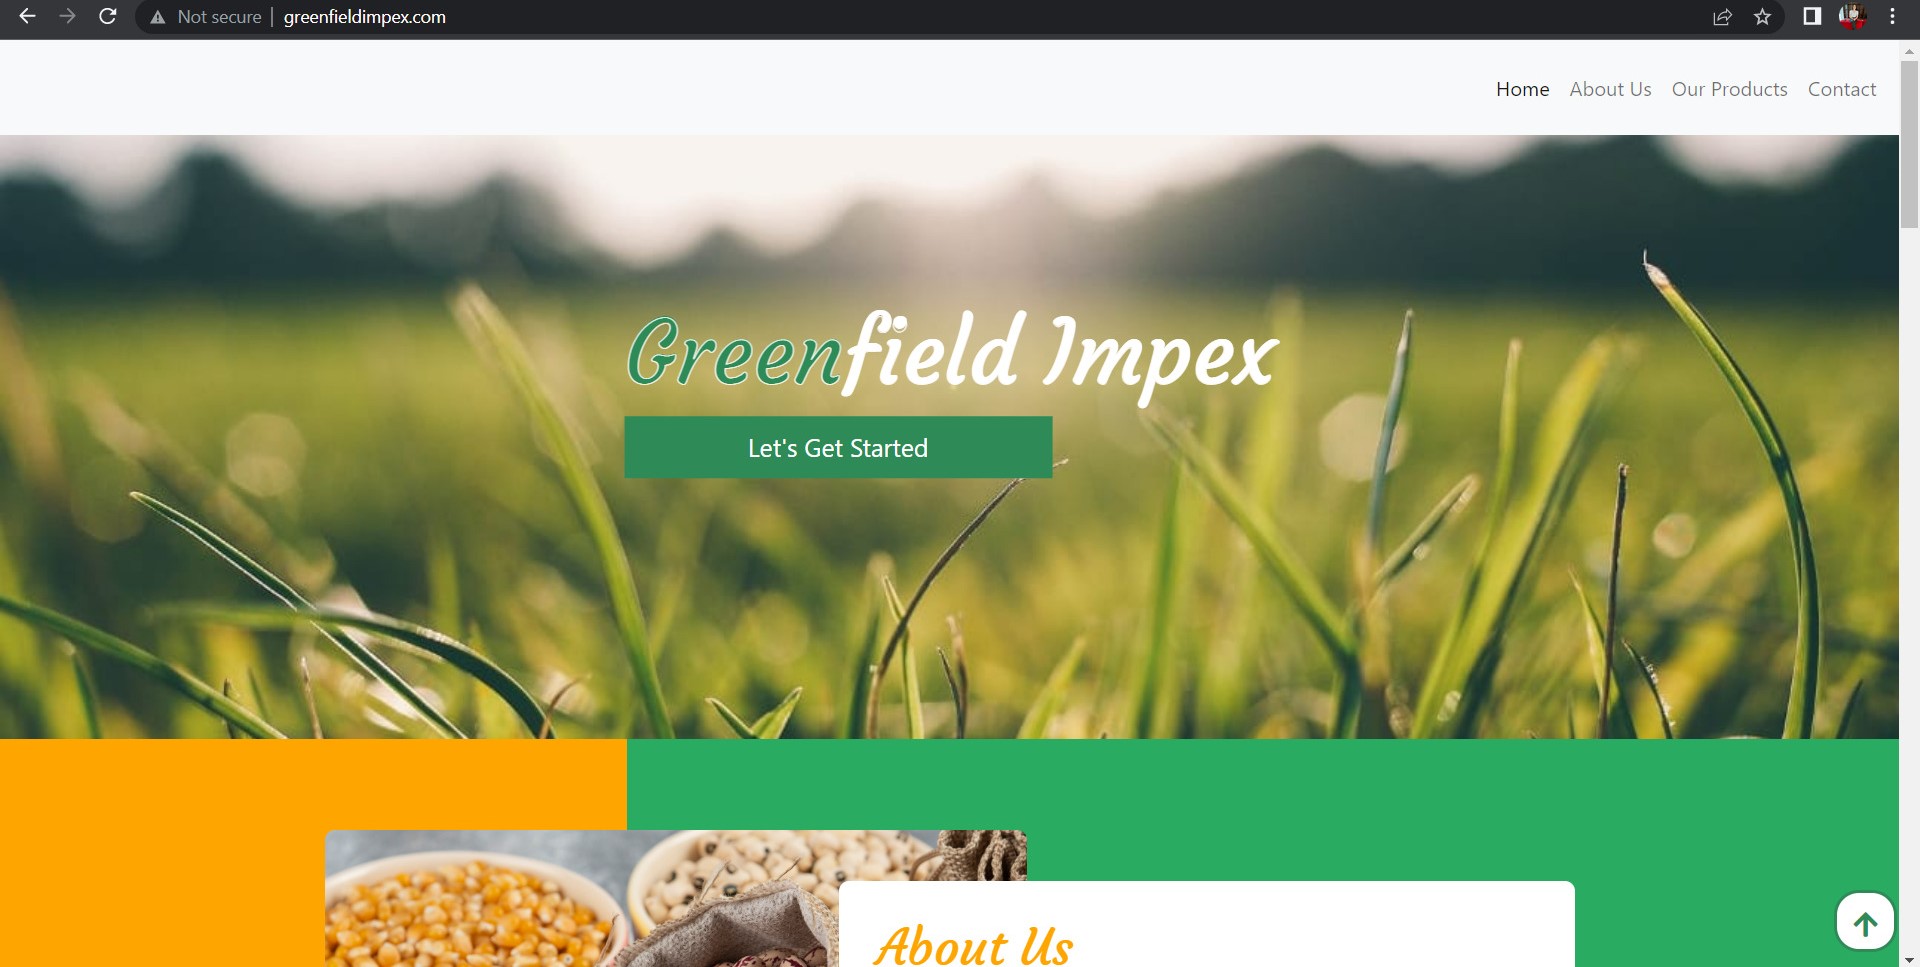 Not secure | greenfieldimpex.com
Home About Us Our Products Contact
Greenfield Impex
Let's Get Started
About Us